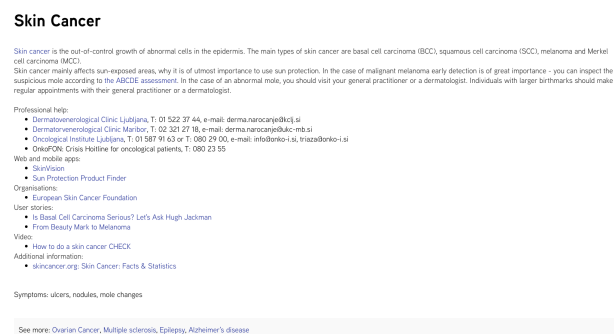 Skin Cancer
Skin cancer is the out-of-control growth of abnormal cells in the epidermis. The main types of skin cancer are basal cell carcinoma (BCC), squamous cell carcinoma (SCC), melanoma and Merkel
cell carcinoma (MCC).
Skin cancer mainly affects sun-exposed areas, why it is of utmost importance to use sun protection. In the case of malignant melanoma early detection is of great importance - you can inspect the
suspicious mole according to the ABCDE assessment. In the case of an abnormal mole, you should visit your general practitioner or a dermatologist. Individuals with larger birthmarks should make
regular appointments with their general practitioner or a dermatologist.
Professional help:
• Dermatovenerological Clinic Ljubljana, T: 01 522 37 44, e-mail: derma.narocanje@kclj.si
• Dermatorvenerological Clinic Maribor, T: 02 321 27 18, e-mail: derma.narocanje@ukc-mb.si
• Oncological Institute Ljubljana, T: 01 587 91 63 or T: 080 29 00, e-mail: info@onko-i.si, triaza@onko-i.si
• OnkoFON: Crisis Hoitline for oncological patients, T: 080 23 55
Web and mobile apps:
• SkinVision
• Sun Protection Product Finder
Organisations:
• European Skin Cancer Foundation
User stories:
• Is Basal Cell Carcinoma Serious? Let's Ask Hugh Jackman
• From Beauty Mark to Melanoma
Video:
• How to do a skin cancer CHECK
Additional information:
• skincancer.org: Skin Cancer: Facts & Statistics
Symptoms: ulcers, nodules, mole changes
See more: Ovarian Cancer, Multiple sclerosis, Epilepsy, Alzheimer's disease